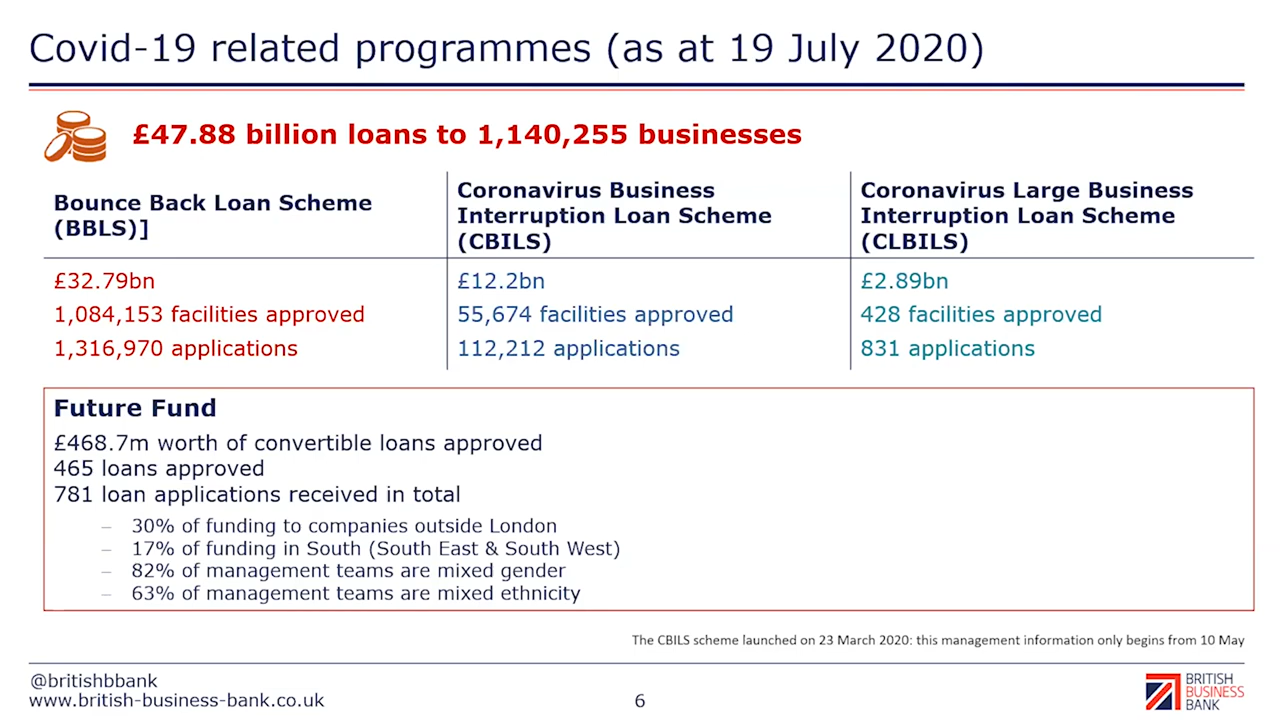 Covid-19 related programmes (as at 19 July 2020)
£47.88 billion loans to 1,140,255 businesses
Bounce Back Loan Scheme
(BBLS)]
£32.79bn
1,084,153 facilities approved
1,316,970 applications
Coronavirus Business
Interruption Loan Scheme
(CBILS)
£12.2bn
55,674 facilities approved
112,212 applications
Coronavirus Large Business
Interruption Loan Scheme
(CLBILS)
£2.89bn
428 facilities approved
831 applications
Future Fund
£468.7m worth of convertible loans approved
465 loans approved
781 loan applications received in total
– 30% of funding to companies outside London
– 17% of funding in South (South East & South West)
– 82% of management teams are mixed gender
– 63% of management teams are mixed ethnicity
The CBILS scheme launched on 23 March 2020: this management information only begins from 10 May
@britishbbank
www.british-business-bank.co.uk
6
BRITISH
BUSINESS
BANK